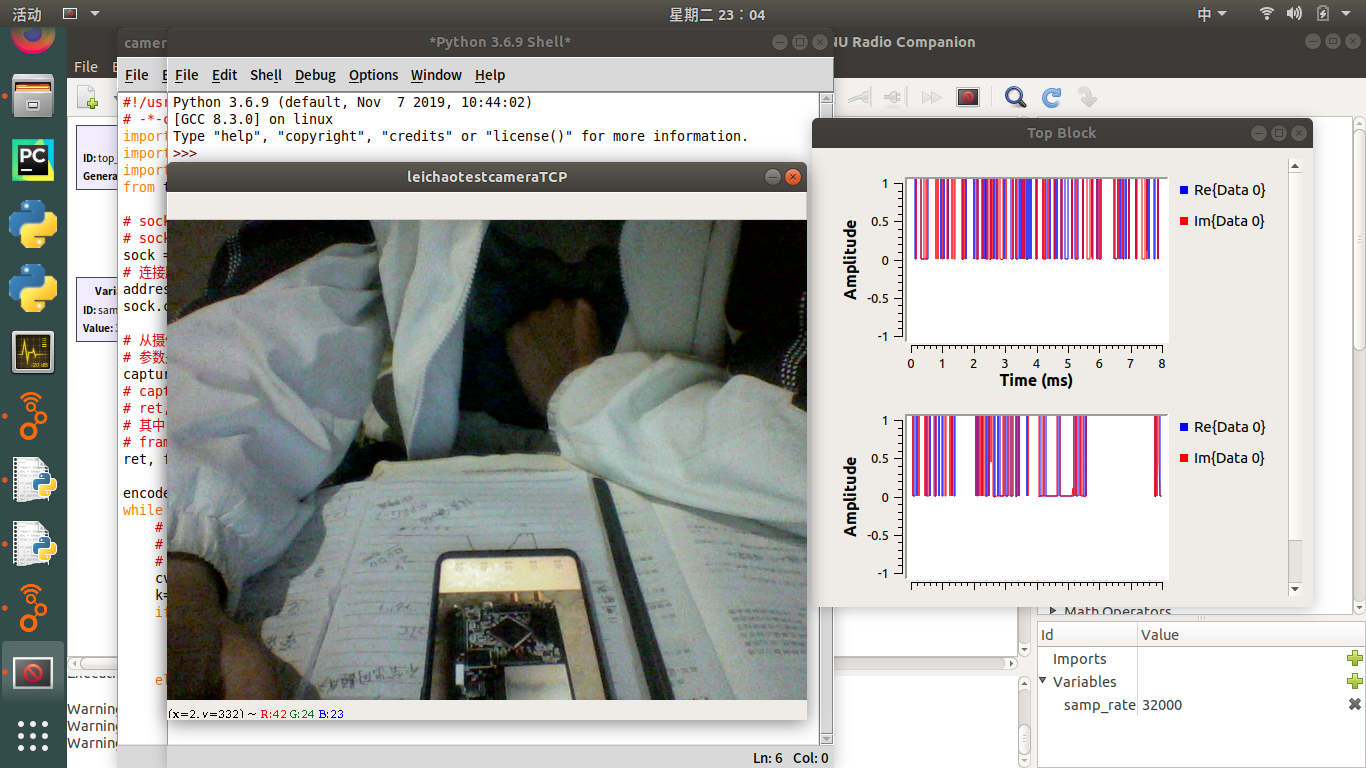 活动
星期二 23：04
中
camer
*Python 3.6.9 Shell*
NU Radio Companion
File
File
File Edit Shell Debug Options Window Help
#!/usr
# -*-c
import
import
import
from f
# sock
# sock
sock =
addres
sock.c
# 从摄
# 参数
captur
# capt
# ret,
# 其中
# fram
ret, f
encode
while
#
#
#
cv
k=
el
Python 3.6.9 (default, Nov 7 2019, 10:44:02)
[GCC 8.3.0] on linux
Type "help", "copyright", "credits" or "license()" for more information.
>>>
leichaotestcameraTCP
(x=2, y=332) ~ R:42 G:24 B:23
Ln: 6 Col: 0
ID: top_
Genera
Varia
ID: sam
Value: 3
Warning
Warning
Warning
PC
Top Block
Amplitude
1
0.5
0
-0.5
-1
0 1 2 3 4 5 6 7 8
Time (ms)
Re{Data 0}
Im{Data 0}
Amplitude
1
0.5
0
-0.5
-1
Re{Data 0}
Im{Data 0}
Math Operators
Id Value
Imports
Variables
samp_rate 32000